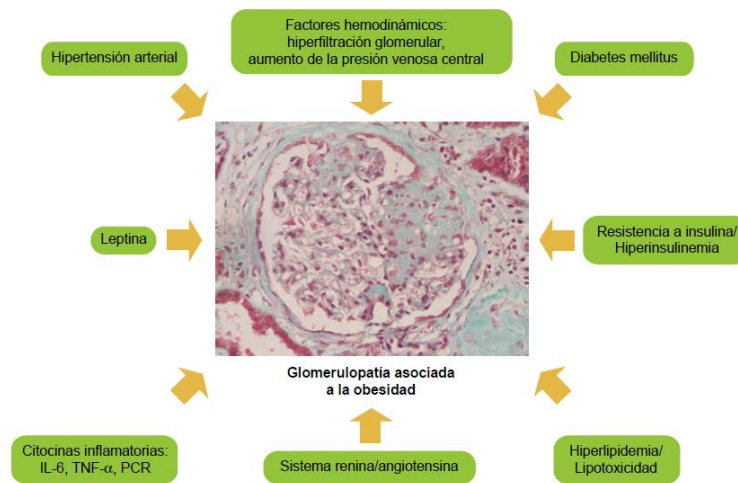 Factores hemodinámicos:
hiperfiltración glomerular,
aumento de la presión venosa central
Hipertensión arterial
Diabetes mellitus
Leptina
Resistencia a insulina/
Hiperinsulinemia
Glomerulopatía asociada
a la obesidad
Citocinas inflamatorias:
IL-6, TNF-α, PCR
Sistema renina/angiotensina
Hiperlipidemia/
Lipotoxicidad